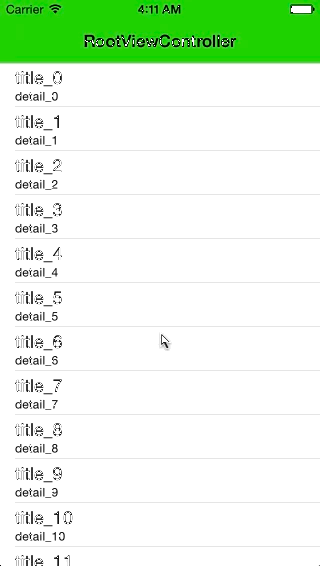 Carrier 4:11 AM
RootViewController
title_0
detail_0
title_1
detail_1
title_2
detail_2
title_3
detail_3
title_4
detail_4
title_5
detail_5
title_6
detail_6
title_7
detail_7
title_8
detail_8
title_9
detail_9
title_10
detail_10
title_11